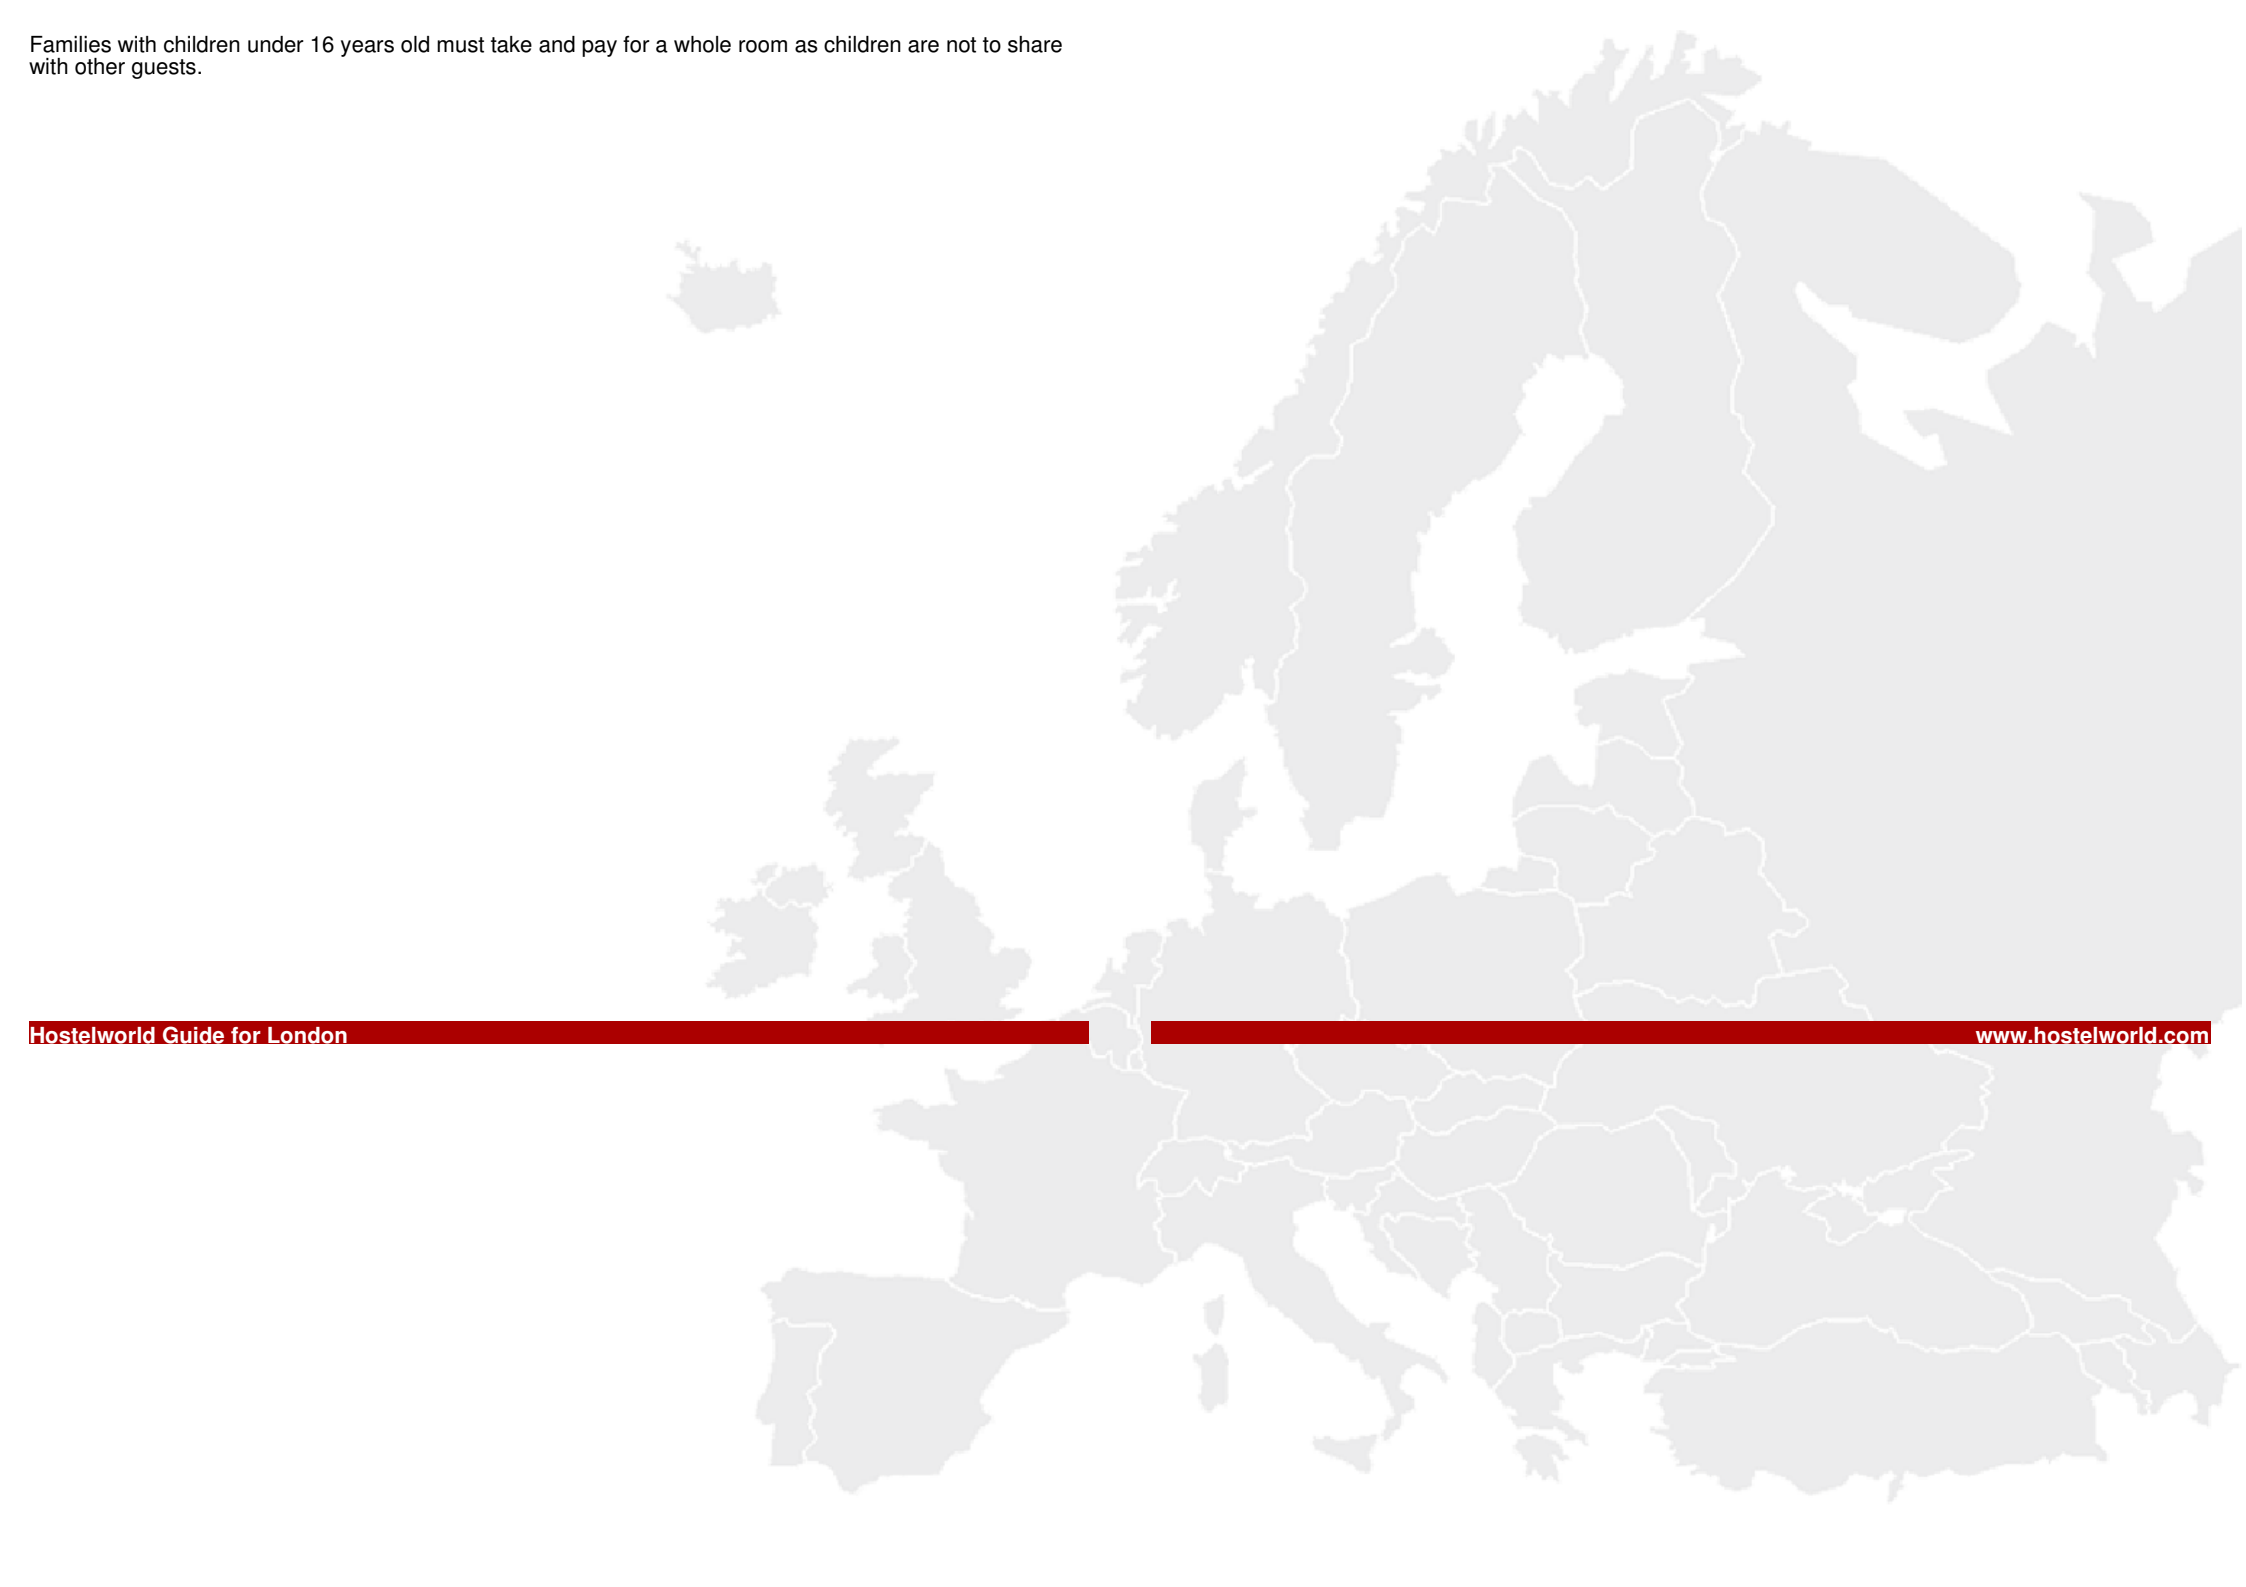 Families with children under 16 years old must take and pay for a whole room as children are not to share
with other guests.
Hostelworld Guide for London
www.hostelworld.com